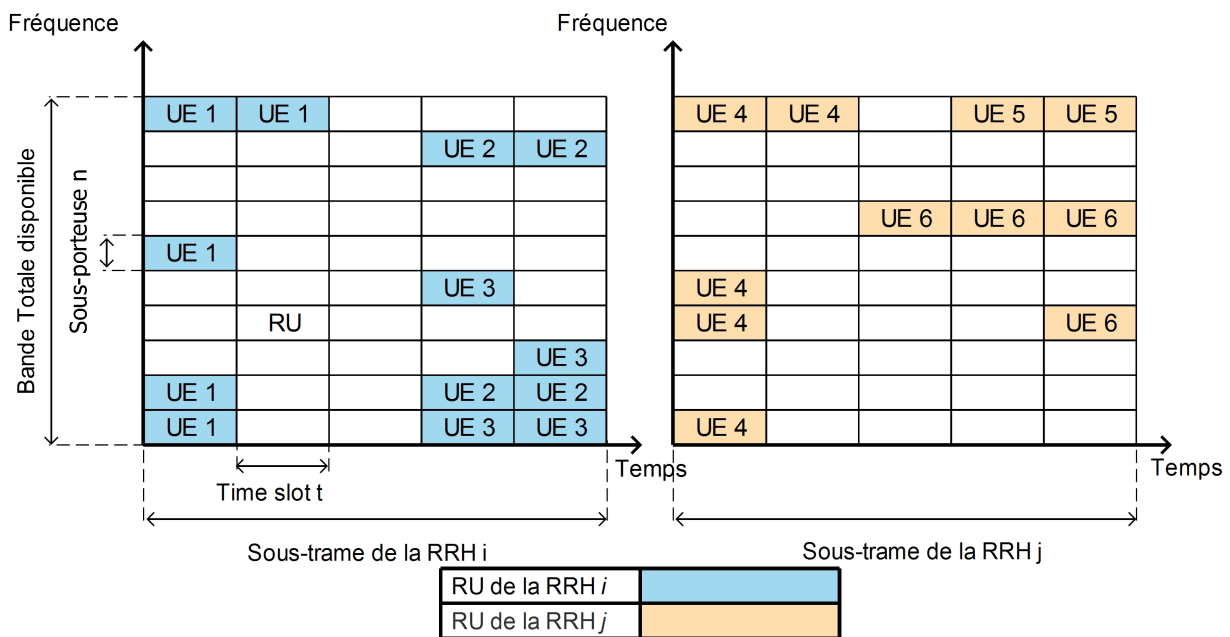 Fréquence
Fréquence
UE 1 UE 1
UE 4 UE 4 UE 5 UE 5
UE 2 UE 2
UE 6 UE 6 UE 6
UE 1
UE 3
UE 4
RU
UE 4 UE 6
UE 3
UE 1 UE 2 UE 2
UE 1 UE 3 UE 3
UE 4
Bande Totale disponible
Sous-porteuse n
Temps
Temps
Time slot t
Sous-trame de la RRH i
Sous-trame de la RRH j
RU de la RRH i
RU de la RRH j